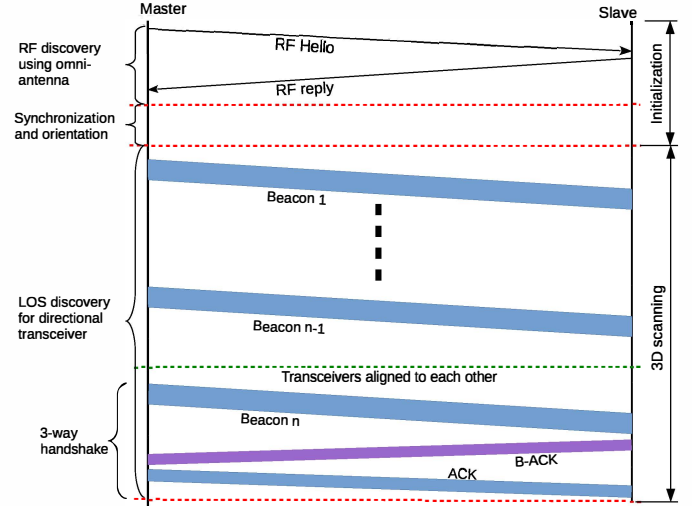 Master
Slave
RF discovery
using omni-
antenna
RF Hello
RF reply
Initialization
Synchronization
and orientation
Beacon 1
LOS discovery
for directional
transceiver
Beacon n-1
3D scanning
Transceivers aligned to each other
Beacon n
3-way
handshake
B-ACK
ACK